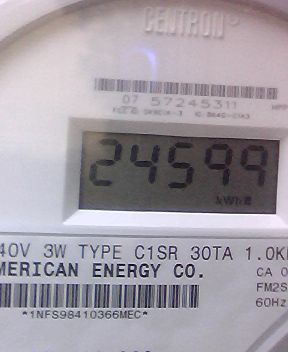 CENTRON®
07 57245311
24599
kWh
40V 3W TYPE C1SR 30TA 1.0K
MERICAN ENERGY CO.
CA 0
FM2S
60Hz
*1NFS98410366MEC*